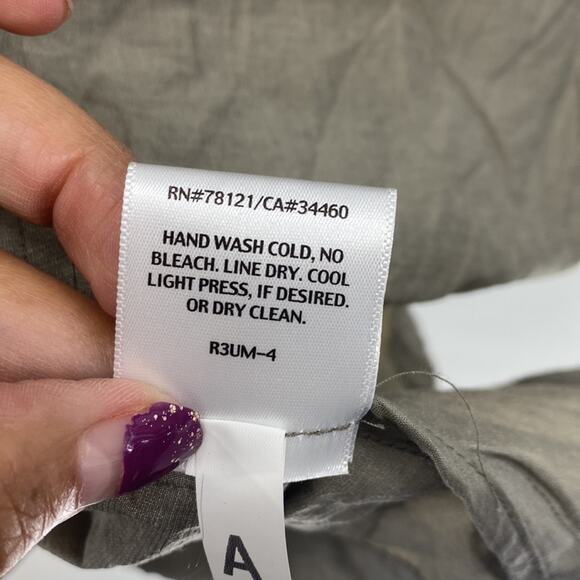 RN#78121/CA#34460
HAND WASH COLD, NO
BLEACH. LINE DRY. COOL
LIGHT PRESS, IF DESIRED.
OR DRY CLEAN.
R3UM-4
A